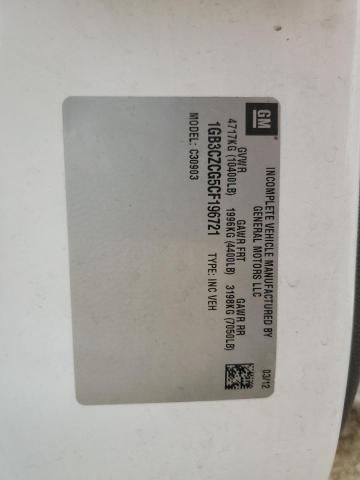 GM
INCOMPLETE VEHICLE MANUFACTURED BY
GENERAL MOTORS LLC
03/12
GVWR GAWR FRT GAWR RR
4717KG (10400LB) 1996KG (4400LB) 3198KG (7050LB)
1GB3CZCG5CF196721 TYPE: INC VEH
MODEL: C30903